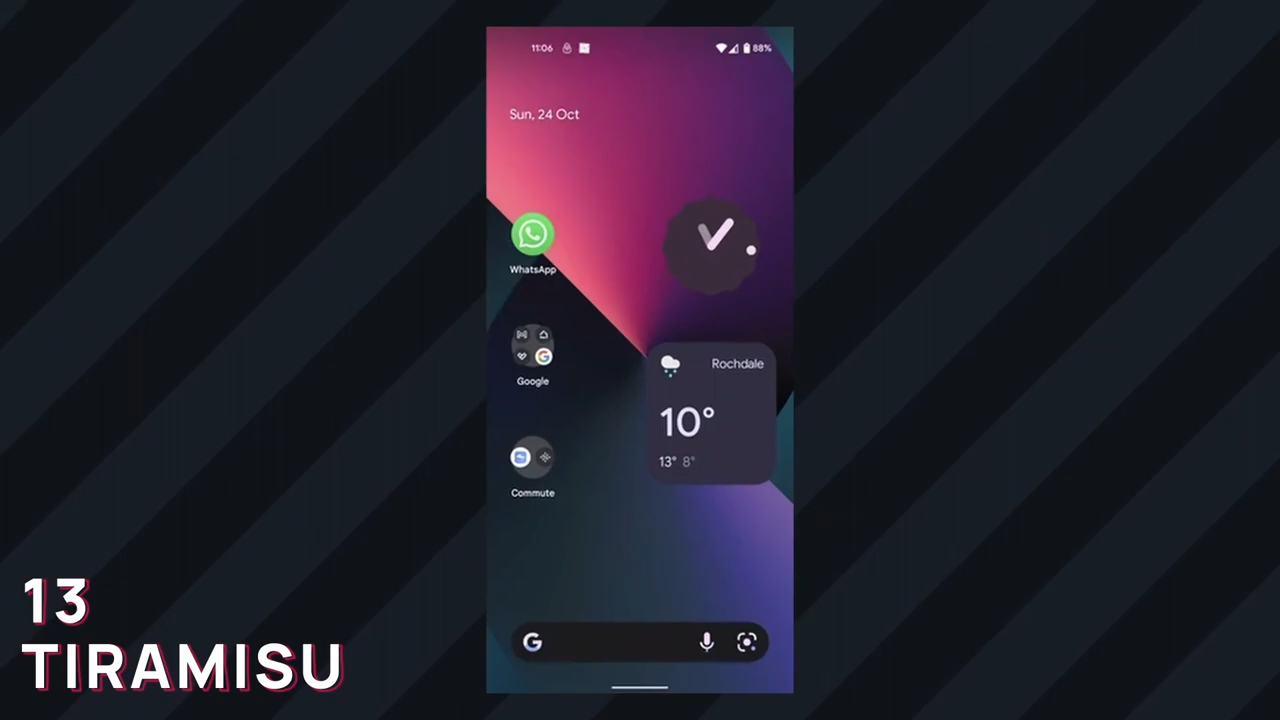 11:06
88%
Sun, 24 Oct
WhatsApp
Rochdale
Google
10°
13° 8°
Commute
13
TIRAMISU